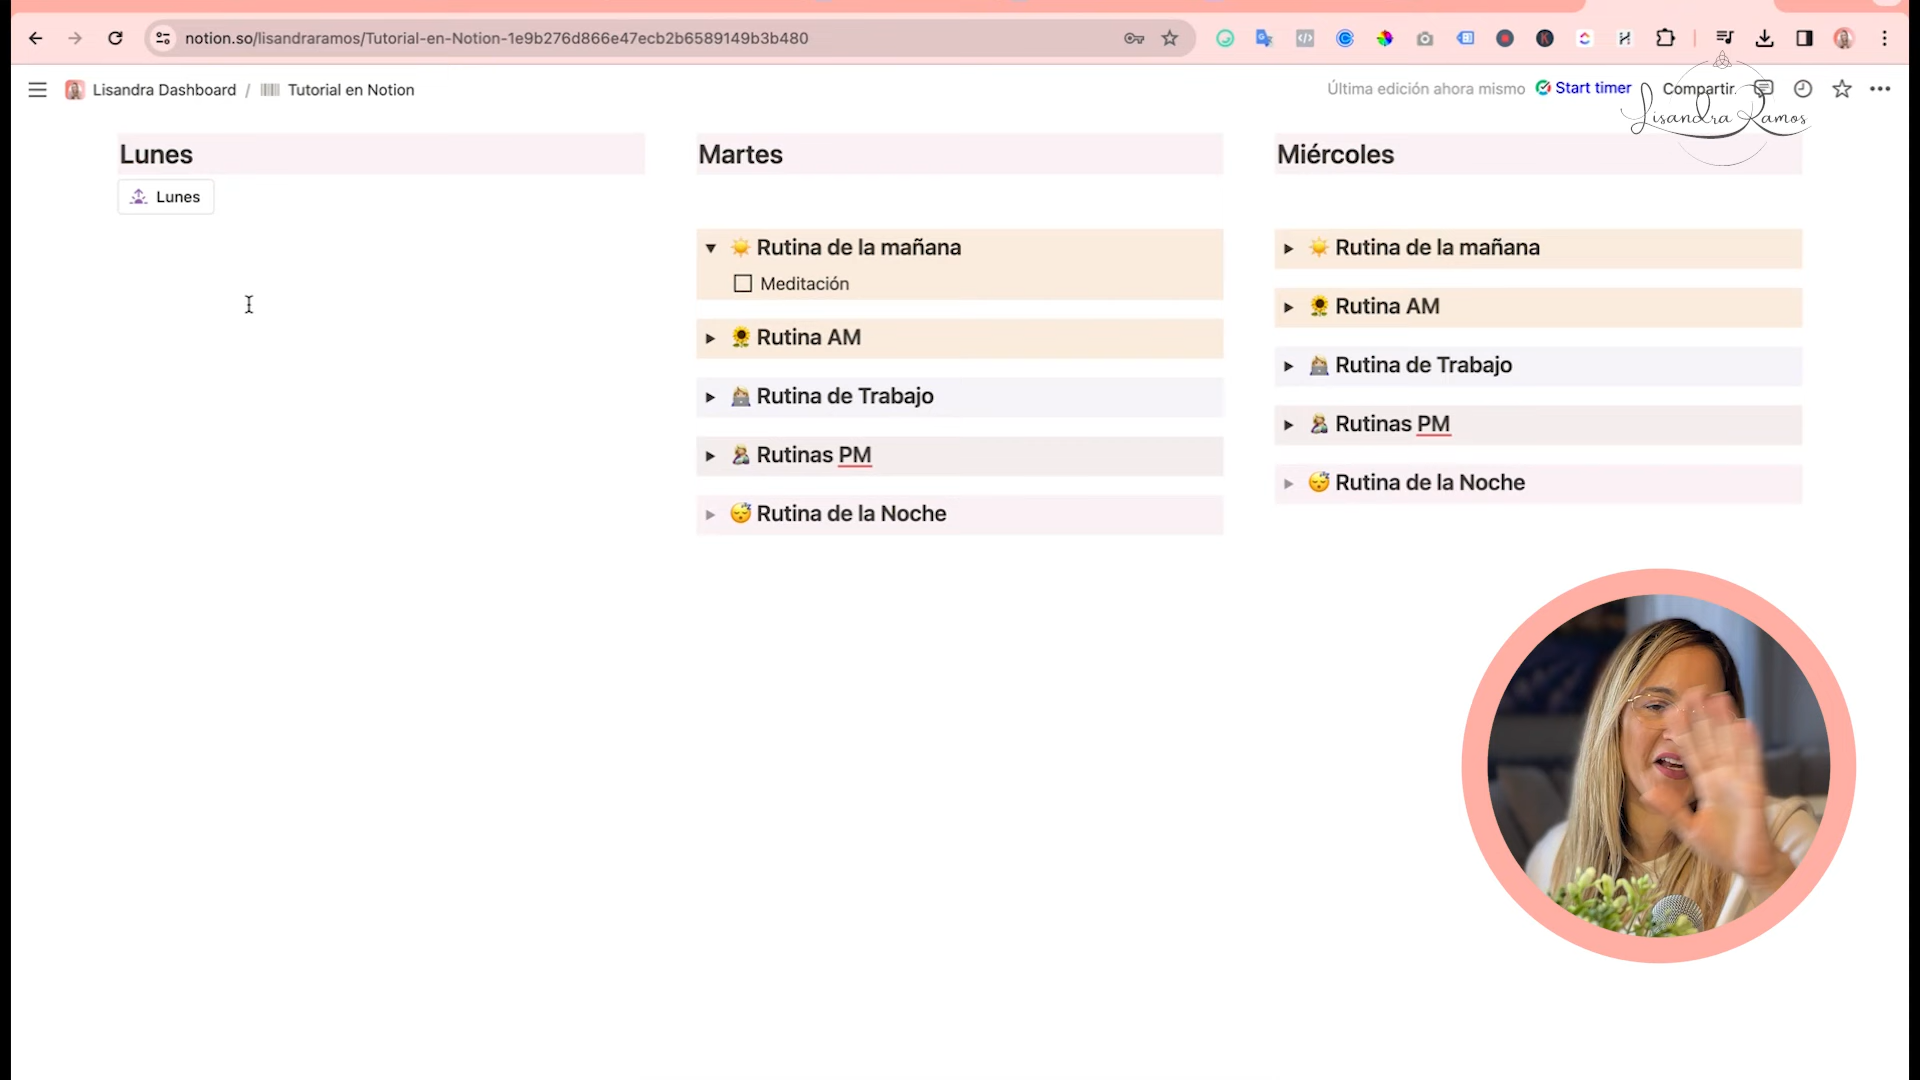 notion.so/lisandraramos/Tutorial-en-Notion-1e9b276d866e47ecb2b6589149b3b480
Lisandra Dashboard / Tutorial en Notion
Última edición ahora mismo
Start timer
Compartir
Lisandra Ramos
Lunes
Lunes
Martes
Rutina de la mañana
Meditación
Rutina AM
Rutina de Trabajo
Rutinas PM
Rutina de la Noche
Miércoles
Rutina de la mañana
Rutina AM
Rutina de Trabajo
Rutinas PM
Rutina de la Noche